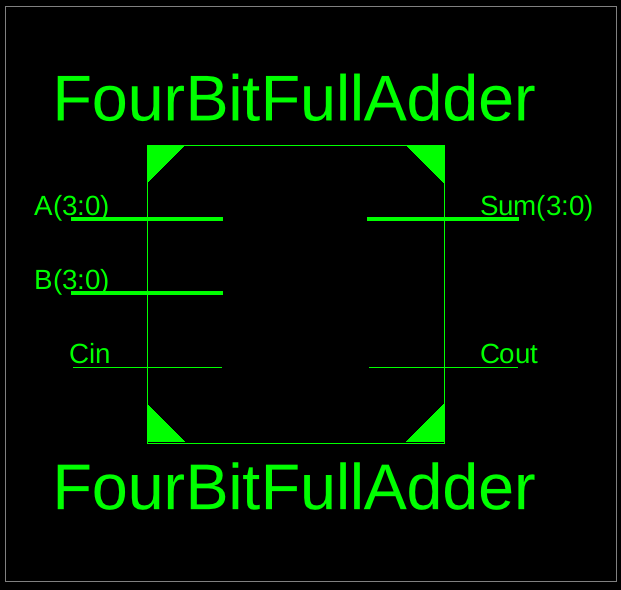 FourBitFullAdder
A(3:0)
Sum(3:0)
B(3:0)
Cin
Cout
FourBitFullAdder